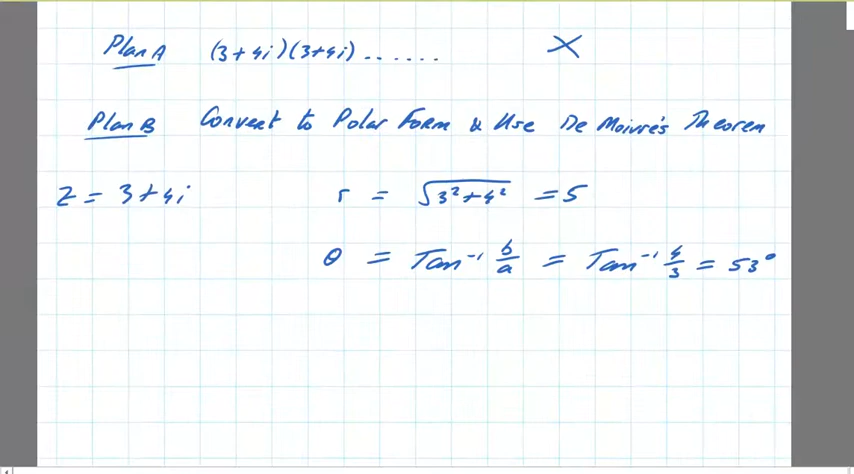 Plan A (3+4i)(3+4i)...... X
Plan B Convert to Polar Form & Use De Moivre's Theorem
z = 3+4i r = √3²+4² = 5
θ = Tan⁻¹ b/a = Tan⁻¹ 4/3 = 53°